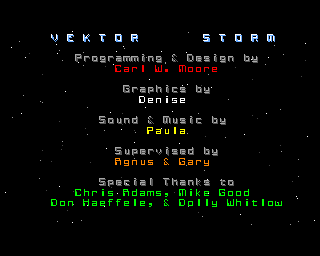 VEKTOR STORM
Programming & Design by
Carl W. Moore
Graphics by
Denise
Sound & Music by
Paula
Supervised by
Agnus & Gary
Special Thanks to
Chris Adams, Mike Good
Don Haeffele, & Dolly Whitlow